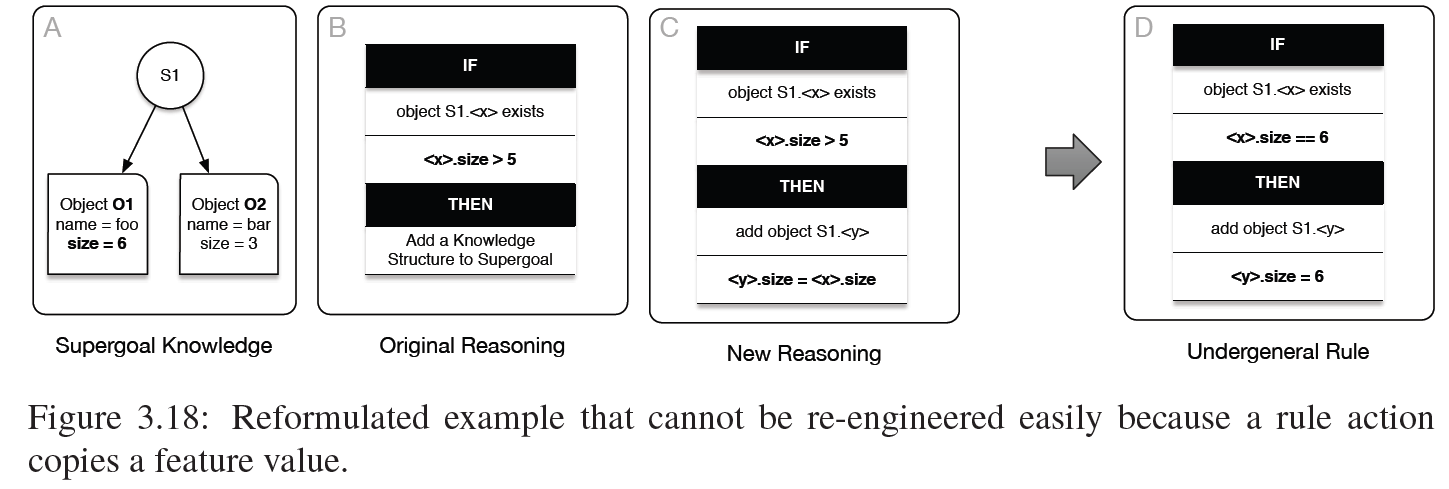 A
S1
Object O1
name = foo
size = 6
Object O2
name = bar
size = 3
Supergoal Knowledge
B
IF
object S1.<x> exists
<x>.size > 5
THEN
Add a Knowledge
Structure to Supergoal
Original Reasoning
C
IF
object S1.<x> exists
<x>.size > 5
THEN
add object S1.<y>
<y>.size = <x>.size
New Reasoning
D
IF
object S1.<x> exists
<x>.size == 6
THEN
add object S1.<y>
<y>.size = 6
Undergeneral Rule
Figure 3.18: Reformulated example that cannot be re-engineered easily because a rule action
copies a feature value.